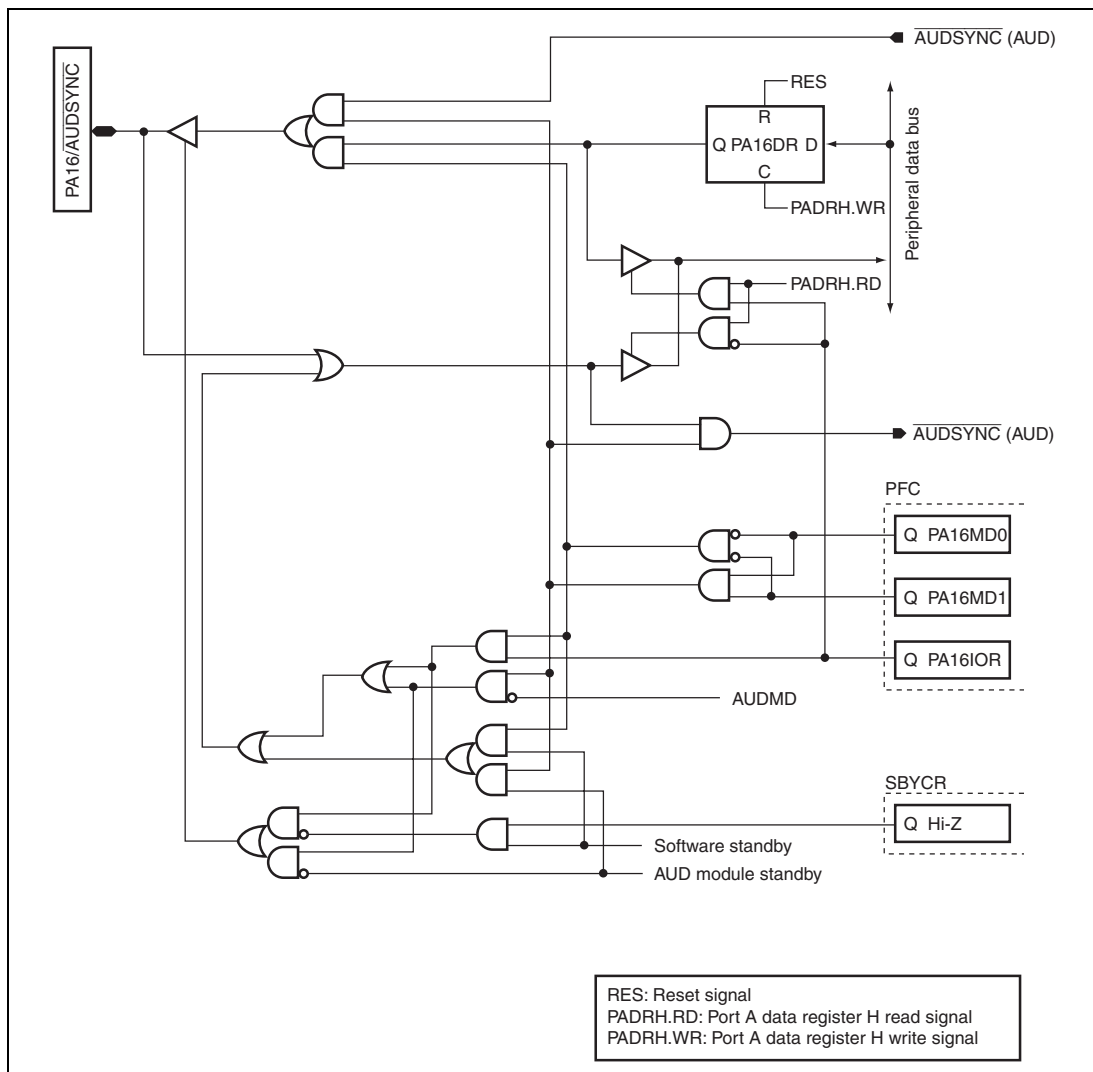 AUDSYNC (AUD)
PA16/AUDSYNC
RES
R
Q PA16DR D
C
PADRH.WR
Peripheral data bus
PADRH.RD
AUDSYNC (AUD)
PFC
Q PA16MD0
Q PA16MD1
Q PA16IOR
AUDMD
SBYCR
Q Hi-Z
Software standby
AUD module standby
RES: Reset signal
PADRH.RD: Port A data register H read signal
PADRH.WR: Port A data register H write signal